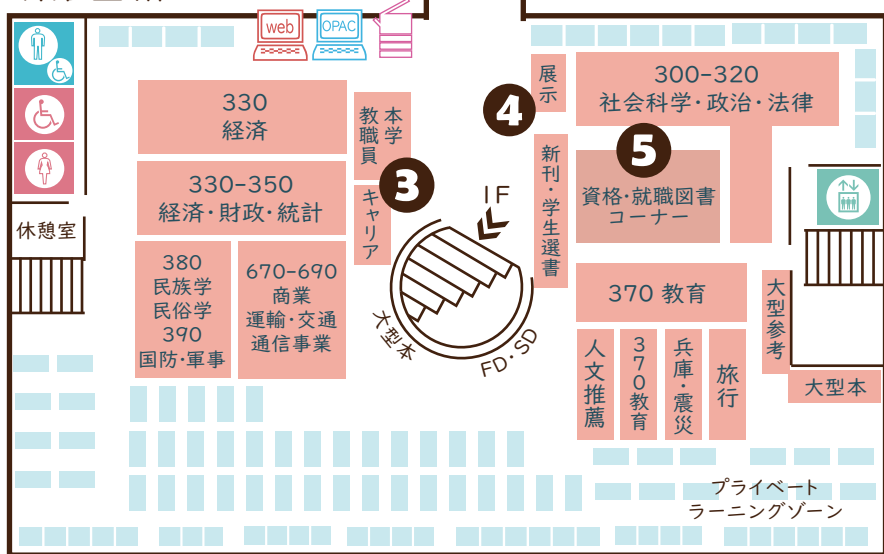 web
OPAC
330
経済
本学
教職員
展示
4
300-320
社会科学・政治・法律
330-350
経済・財政・統計
キャリア
3
1F
新刊・学生選書
5
資格・就職図書
コーナー
休憩室
380
民族学
民俗学
390
国防・軍事
670-690
商業
運輸・交通
通信事業
大型本
FD・SD
370 教育
大型参考
人文推薦
370教育
兵庫・震災
旅行
大型本
プライベート
ラーニングゾーン